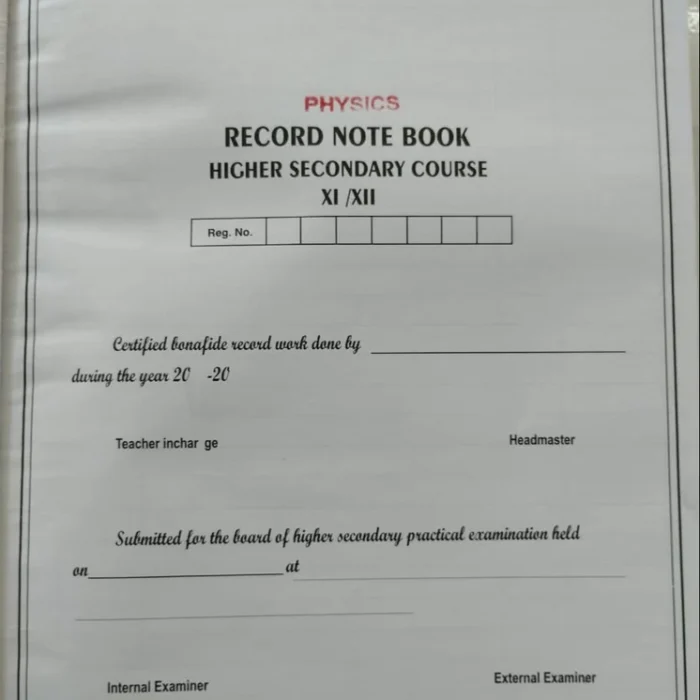 PHYSICS
RECORD NOTE BOOK
HIGHER SECONDARY COURSE
XI /XII
Reg. No.
Certified bonafide record work done by
during the year 20 -20
Teacher inchar ge Headmaster
Submitted for the board of higher secondary practical examination held
on at
Internal Examiner External Examiner